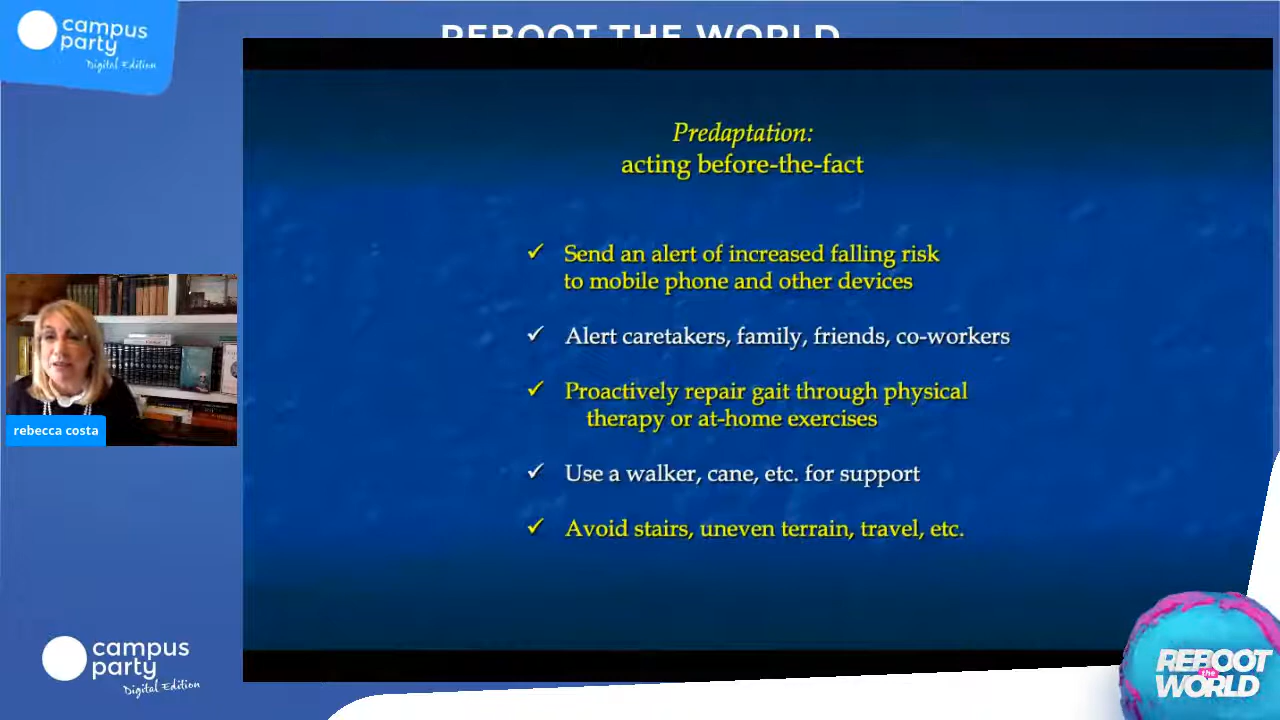 campus
party
Digital Edition
REBOOT THE WORLD
Predaptation:
acting before-the-fact
✓ Send an alert of increased falling risk
to mobile phone and other devices
✓ Alert caretakers, family, friends, co-workers
✓ Proactively repair gait through physical
therapy or at-home exercises
✓ Use a walker, cane, etc. for support
✓ Avoid stairs, uneven terrain, travel, etc.
rebecca costa
campus
party
Digital Edition
REBOOT
the
WORLD